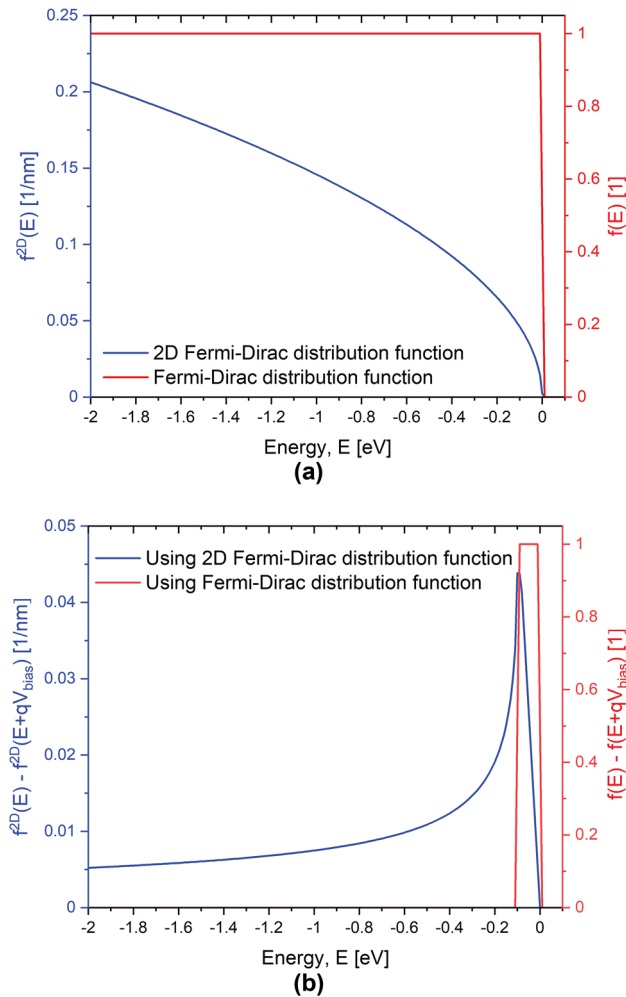 0.25
0.2
0.15
0.1
0.05
0
f²ᴰ(E) [1/nm]
1
0.8
0.6
0.4
0.2
0
f(E) [1]
2D Fermi-Dirac distribution function
Fermi-Dirac distribution function
-2 -1.8 -1.6 -1.4 -1.2 -1 -0.8 -0.6 -0.4 -0.2 0
Energy, E [eV]
(a)
0.05
0.04
0.03
0.02
0.01
0
f²ᴰ(E) - f²ᴰ(E+qV_bias) [1/nm]
1
0.8
0.6
0.4
0.2
0
f(E) - f(E+qV_bias) [1]
Using 2D Fermi-Dirac distribution function
Using Fermi-Dirac distribution function
-2 -1.8 -1.6 -1.4 -1.2 -1 -0.8 -0.6 -0.4 -0.2 0
Energy, E [eV]
(b)